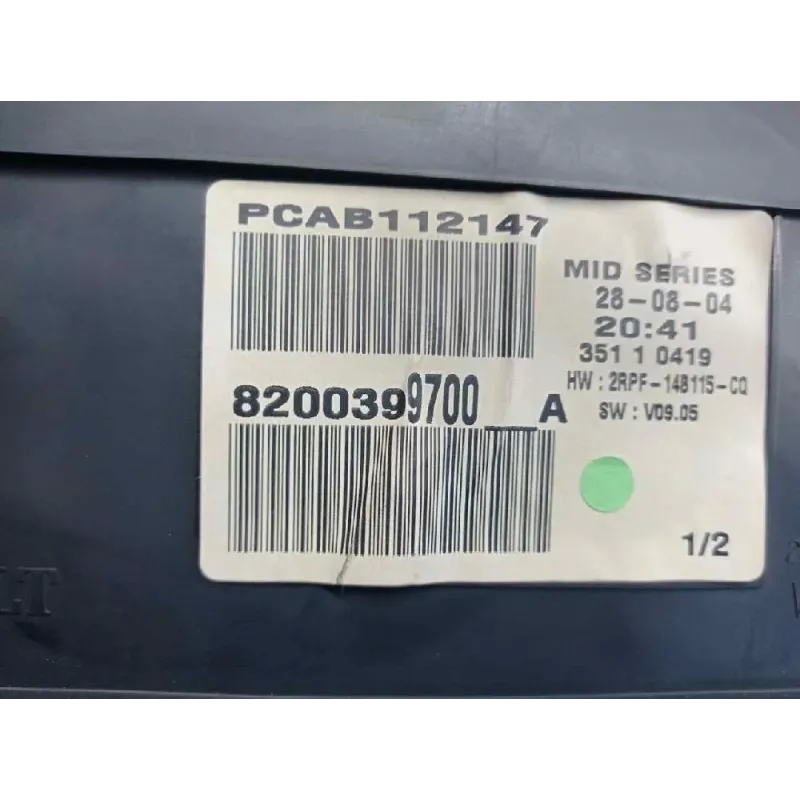 PCAB112147
MID SERIES
28-08-04
20:41
351 1 0419
HW : 2RPF-14B115-CQ
SW : V09.05
8200399700__A
1/2